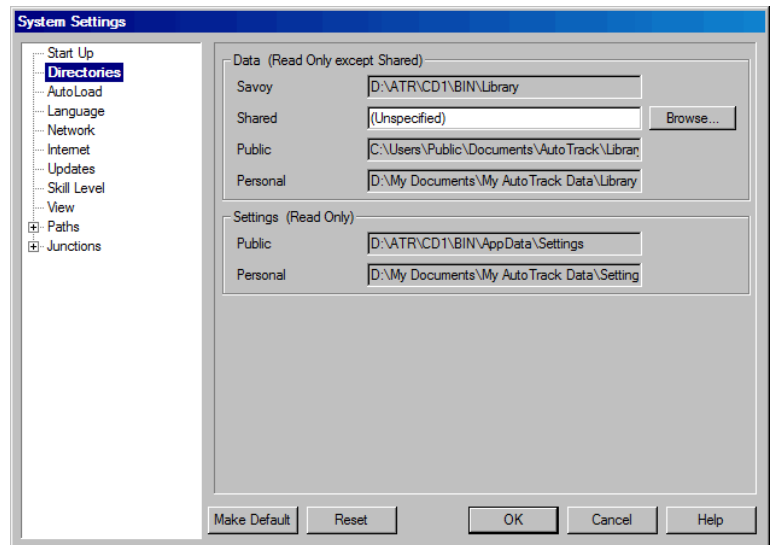 System Settings
Start Up
Directories
AutoLoad
Language
Network
Internet
Updates
Skill Level
View
Paths
Junctions
Data (Read Only except Shared)
Savoy D:\ATR\CD1\BIN\Library
Shared (Unspecified) Browse...
Public C:\Users\Public\Documents\AutoTrack\Library
Personal D:\My Documents\My AutoTrack Data\Library
Settings (Read Only)
Public D:\ATR\CD1\BIN\AppData\Settings
Personal D:\My Documents\My AutoTrack Data\Setting
Make Default Reset OK Cancel Help